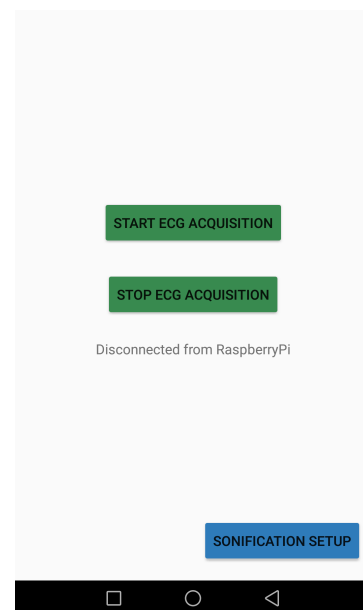 START ECG ACQUISITION
STOP ECG ACQUISITION
Disconnected from RaspberryPi
SONIFICATION SETUP